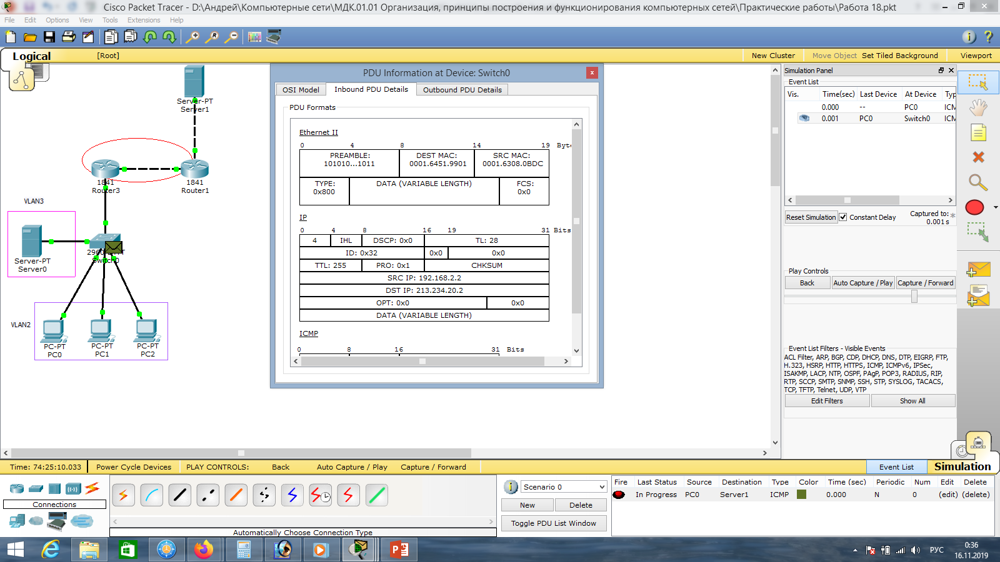 Cisco Packet Tracer - D:\Андрей\Компьютерные сети\МДК.01.01 Организация, принципы построения и функционирования компьютерных сетей\Практические работы\Работа 18.pkt
File Edit Options View Tools Extensions Help
Logical [Root] New Cluster Move Object Set Tiled Background Viewport
Server-PT
Server1
1841
Router3
1841
Router1
VLAN3
Server-PT
Server0
Switch0
VLAN2
PC-PT
PC0
PC-PT
PC1
PC-PT
PC2
PDU Information at Device: Switch0
OSI Model Inbound PDU Details Outbound PDU Details
PDU Formats
Ethernet II
0 4 8 14 19
PREAMBLE: DEST MAC: SRC MAC:
101010...1011 0001.6451.9901 0001.6308.0BDC
TYPE: DATA (VARIABLE LENGTH) FCS:
0x800 0x0
IP
0 4 8 16 19 31 Bits
4 IHL DSCP: 0x0 TL: 28
ID: 0x32 0x0 0x0
TTL: 255 PRO: 0x1 CHKSUM
SRC IP: 192.168.2.2
DST IP: 213.234.20.2
OPT: 0x0 0x0
DATA (VARIABLE LENGTH)
ICMP
0 8 16 31 Bits
Simulation Panel
Event List
Vis. Time(sec) Last Device At Device Typ
0.000 -- PC0 ICM
0.001 PC0 Switch0 ICM
Reset Simulation Constant Delay Captured to:
0.001 s
Play Controls
Back Auto Capture / Play Capture / Forward
Event List Filters - Visible Events
ACL Filter, ARP, BGP, CDP, DHCP, DNS, DTP, EIGRP, FTP,
H.323, HSRP, HTTP, HTTPS, ICMP, ICMPv6, IPSec,
ISAKMP, LACP, NTP, OSPF, PAgP, POP3, RADIUS, RIP,
RTP, SCCP, SMTP, SNMP, SSH, STP, SYSLOG, TACACS,
TCP, TFTP, Telnet, UDP, VTP
Edit Filters Show All
Time: 74:25:10.033 Power Cycle Devices PLAY CONTROLS: Back Auto Capture / Play Capture / Forward Event List Simulation
Connections
Automatically Choose Connection Type
Scenario 0
New Delete
Toggle PDU List Window
Fire Last Status Source Destination Type Color Time (sec) Periodic Num Edit Delete
In Progress PC0 Server1 ICMP 0.000 N 0 (edit) (delete)
РУС
0:36
16.11.2019